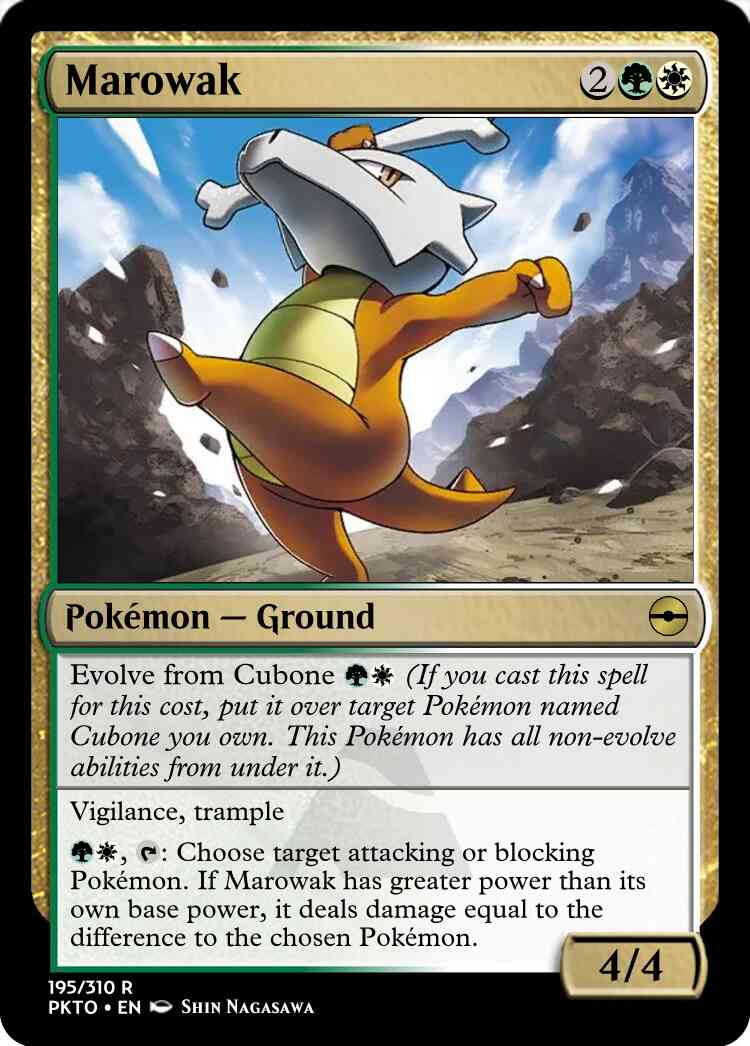 Marowak 2
Pokémon — Ground
Evolve from Cubone (If you cast this spell
for this cost, put it over target Pokémon named
Cubone you own. This Pokémon has all non-evolve
abilities from under it.)
Vigilance, trample
, : Choose target attacking or blocking
Pokémon. If Marowak has greater power than its
own base power, it deals damage equal to the
difference to the chosen Pokémon.
4/4
195/310 R
PKTO • EN Shin Nagasawa